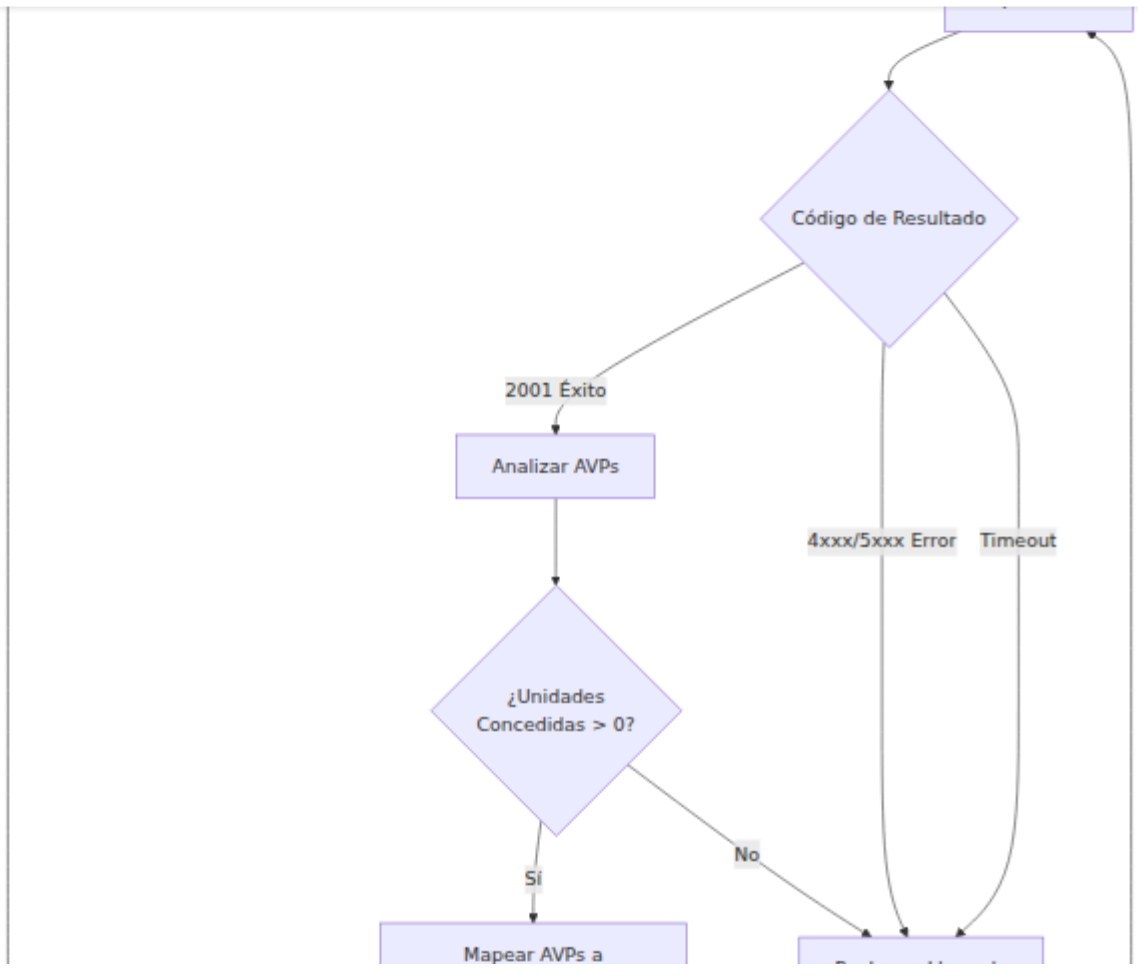 Código de Resultado
2001 Éxito
Analizar AVPs
4xxx/5xxx Error
Timeout
¿Unidades
Concedidas > 0?
No
Sí
Mapear AVPs a